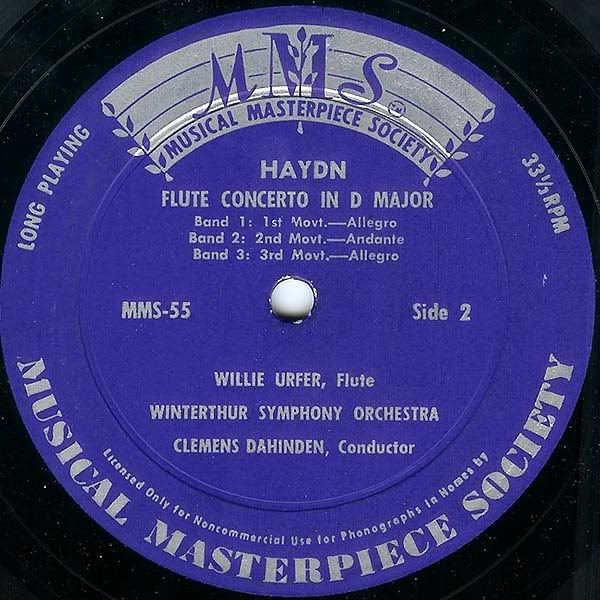 MMS
TM
MUSICAL MASTERPIECE SOCIETY
HAYDN
FLUTE CONCERTO IN D MAJOR
Band 1: 1st Movt.—Allegro
Band 2: 2nd Movt.—Andante
Band 3: 3rd Movt.—Allegro
LONG PLAYING
33⅓ RPM
MMS-55
Side 2
WILLIE URFER, Flute
WINTERTHUR SYMPHONY ORCHESTRA
CLEMENS DAHINDEN, Conductor
Licensed Only for Noncommercial Use for Phonographs in Homes by
MUSICAL MASTERPIECE SOCIETY